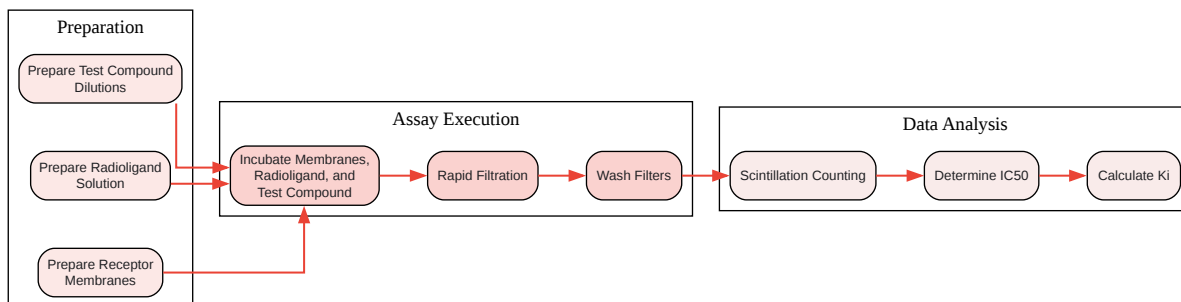 Preparation
Prepare Test Compound
Dilutions
Prepare Radioligand
Solution
Prepare Receptor
Membranes
Assay Execution
Incubate Membranes,
Radioligand, and
Test Compound
Rapid Filtration
Wash Filters
Data Analysis
Scintillation Counting
Determine IC50
Calculate Ki